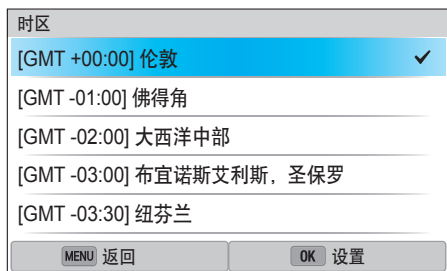 时区
[GMT +00:00] 伦敦
[GMT -01:00] 佛得角
[GMT -02:00] 大西洋中部
[GMT -03:00] 布宜诺斯艾利斯，圣保罗
[GMT -03:30] 纽芬兰
MENU 返回 OK 设置